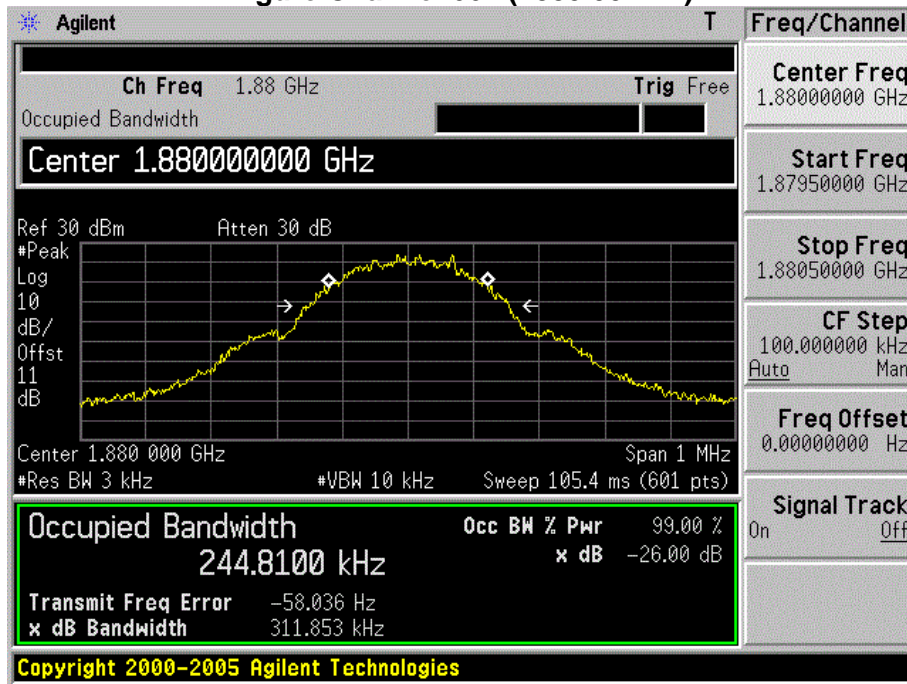 Agilent T
Freq/Channel
Ch Freq 1.88 GHz Trig Free
Occupied Bandwidth
Center 1.880000000 GHz
Ref 30 dBm Atten 30 dB
#Peak
Log
10
dB/
Offst
11
dB
Center 1.880 000 GHz Span 1 MHz
#Res BW 3 kHz #VBW 10 kHz Sweep 105.4 ms (601 pts)
Occupied Bandwidth Occ BW % Pwr 99.00 %
244.8100 kHz x dB -26.00 dB
Transmit Freq Error -58.036 Hz
x dB Bandwidth 311.853 kHz
Copyright 2000-2005 Agilent Technologies
Center Freq
1.88000000 GHz
Start Freq
1.87950000 GHz
Stop Freq
1.88050000 GHz
CF Step
100.000000 kHz
Auto Man
Freq Offset
0.00000000 Hz
Signal Track
On Off